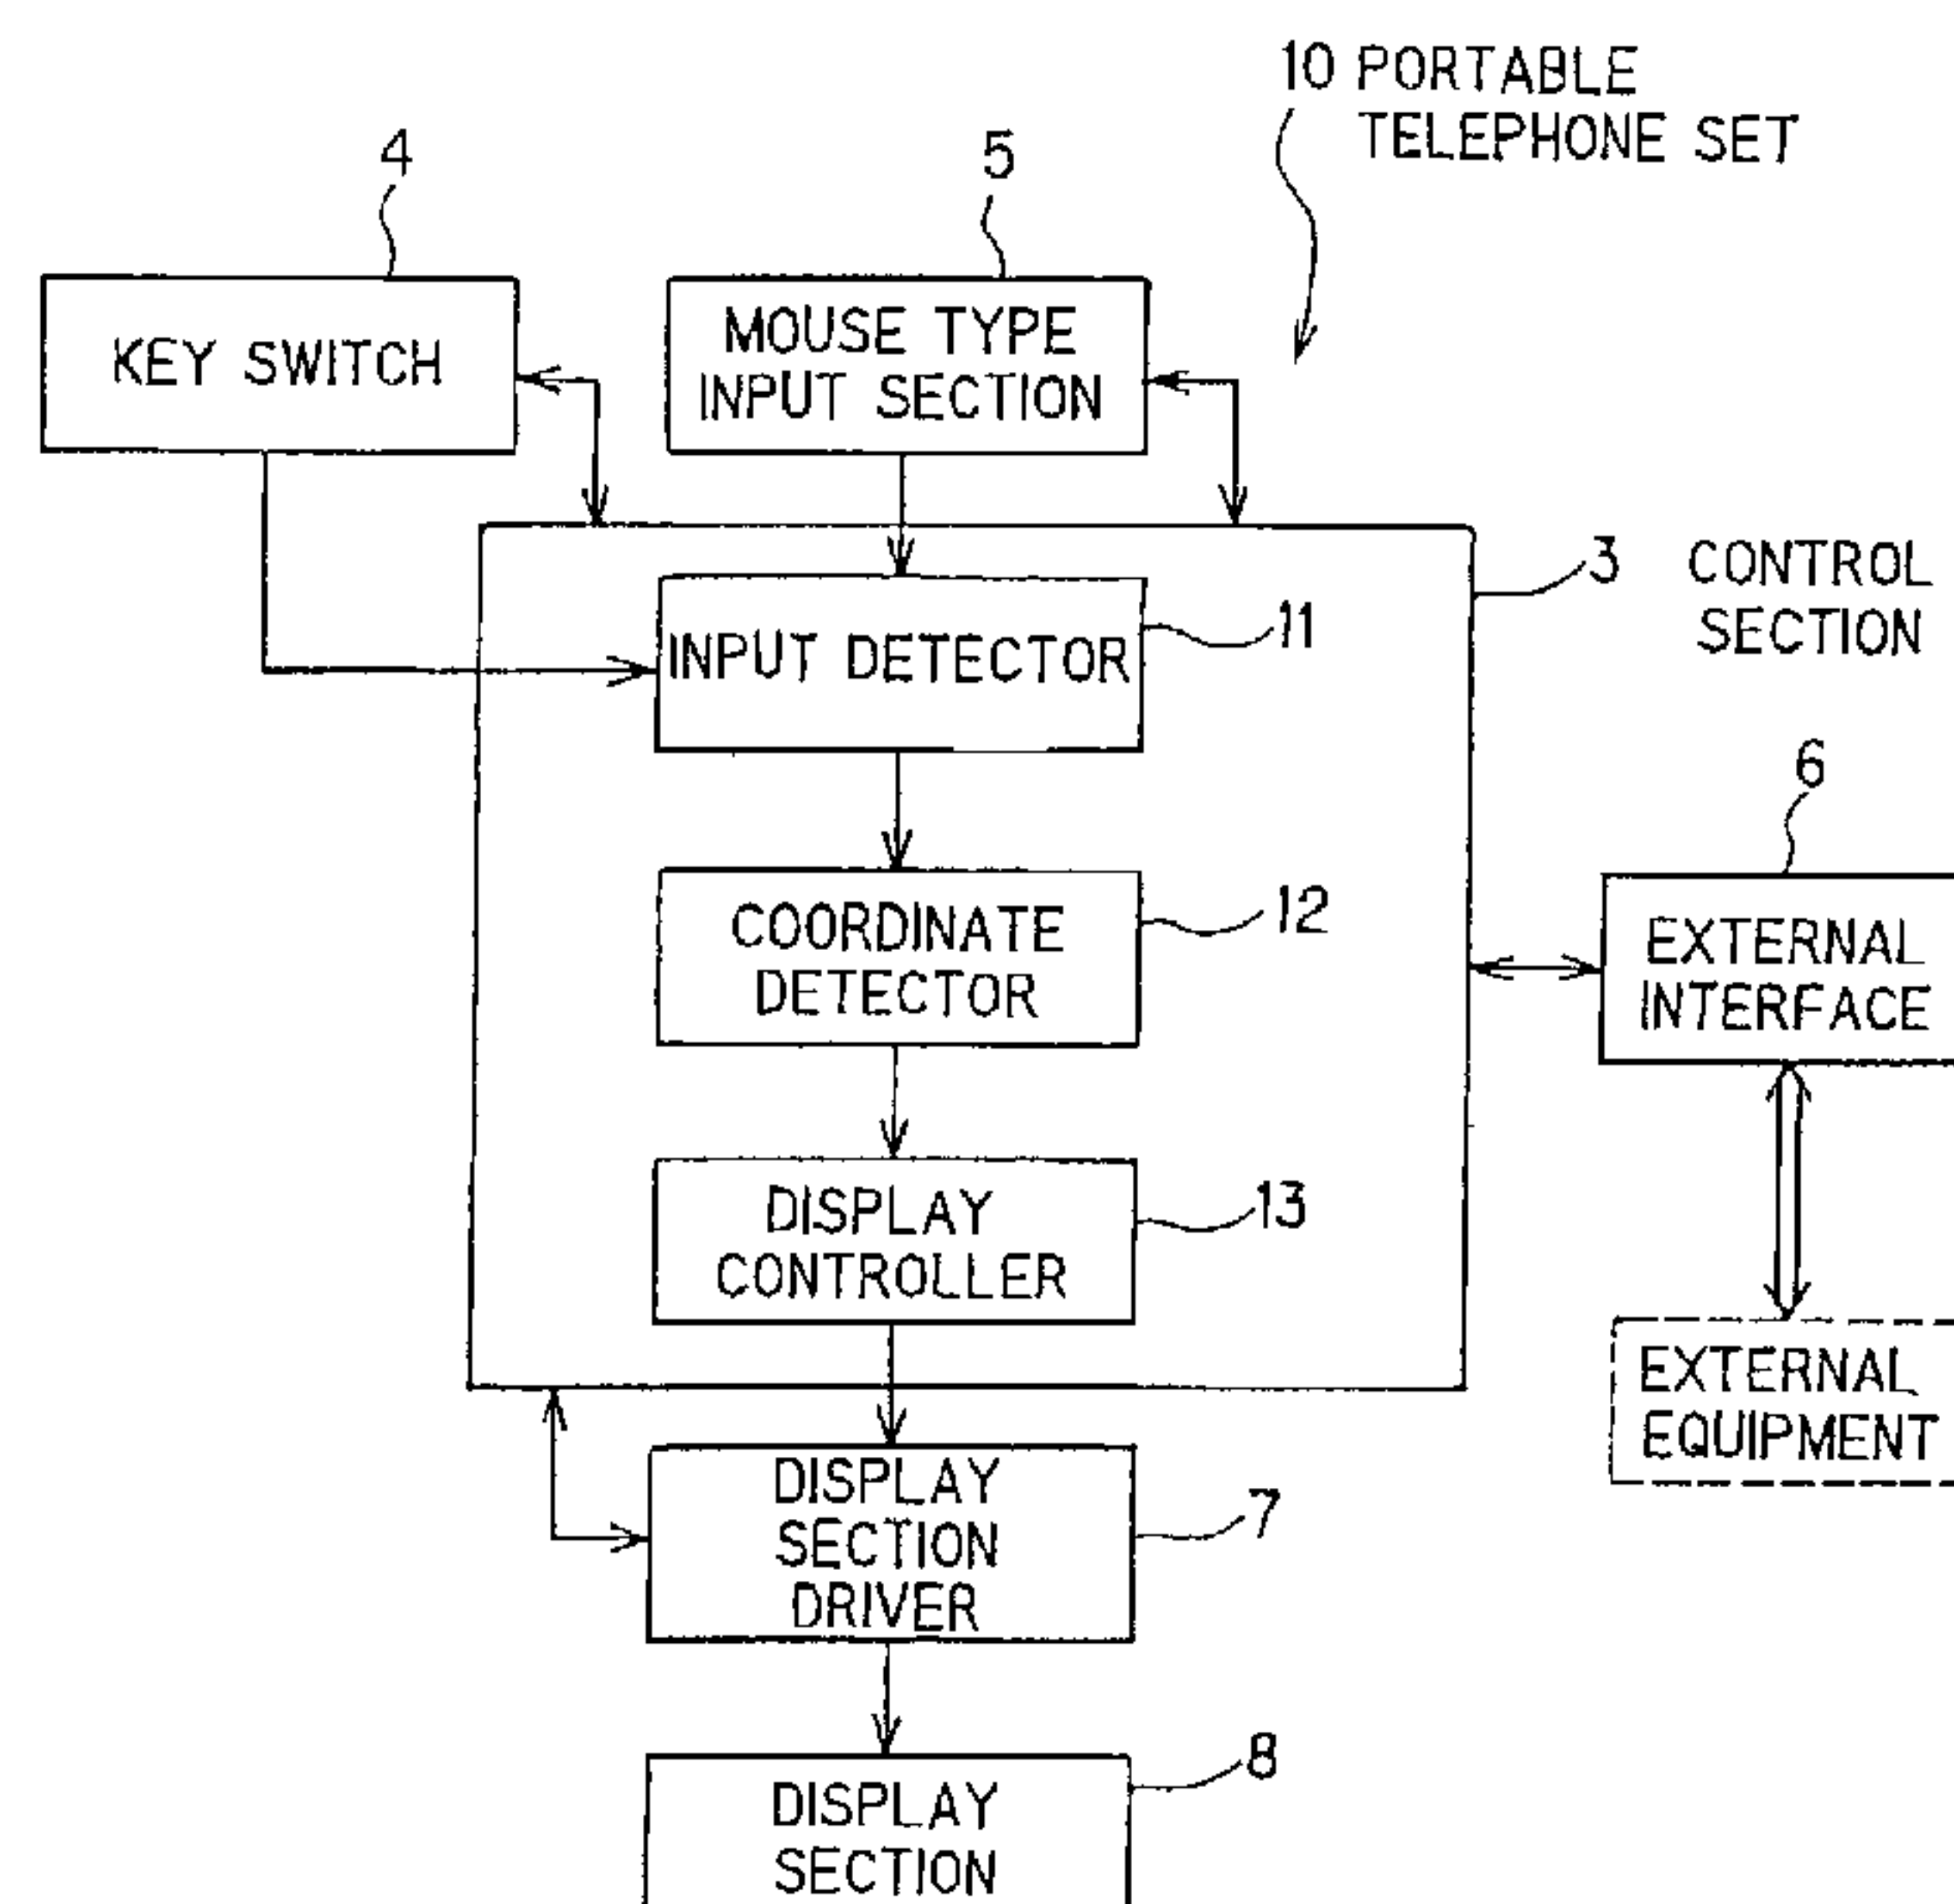 10 PORTABLE
TELEPHONE SET
4
5
KEY SWITCH
MOUSE TYPE
INPUT SECTION
3
CONTROL
SECTION
11
INPUT DETECTOR
6
12
COORDINATE
DETECTOR
EXTERNAL
INTERFACE
13
DISPLAY
CONTROLLER
EXTERNAL
EQUIPMENT
7
DISPLAY
SECTION
DRIVER
8
DISPLAY
SECTION